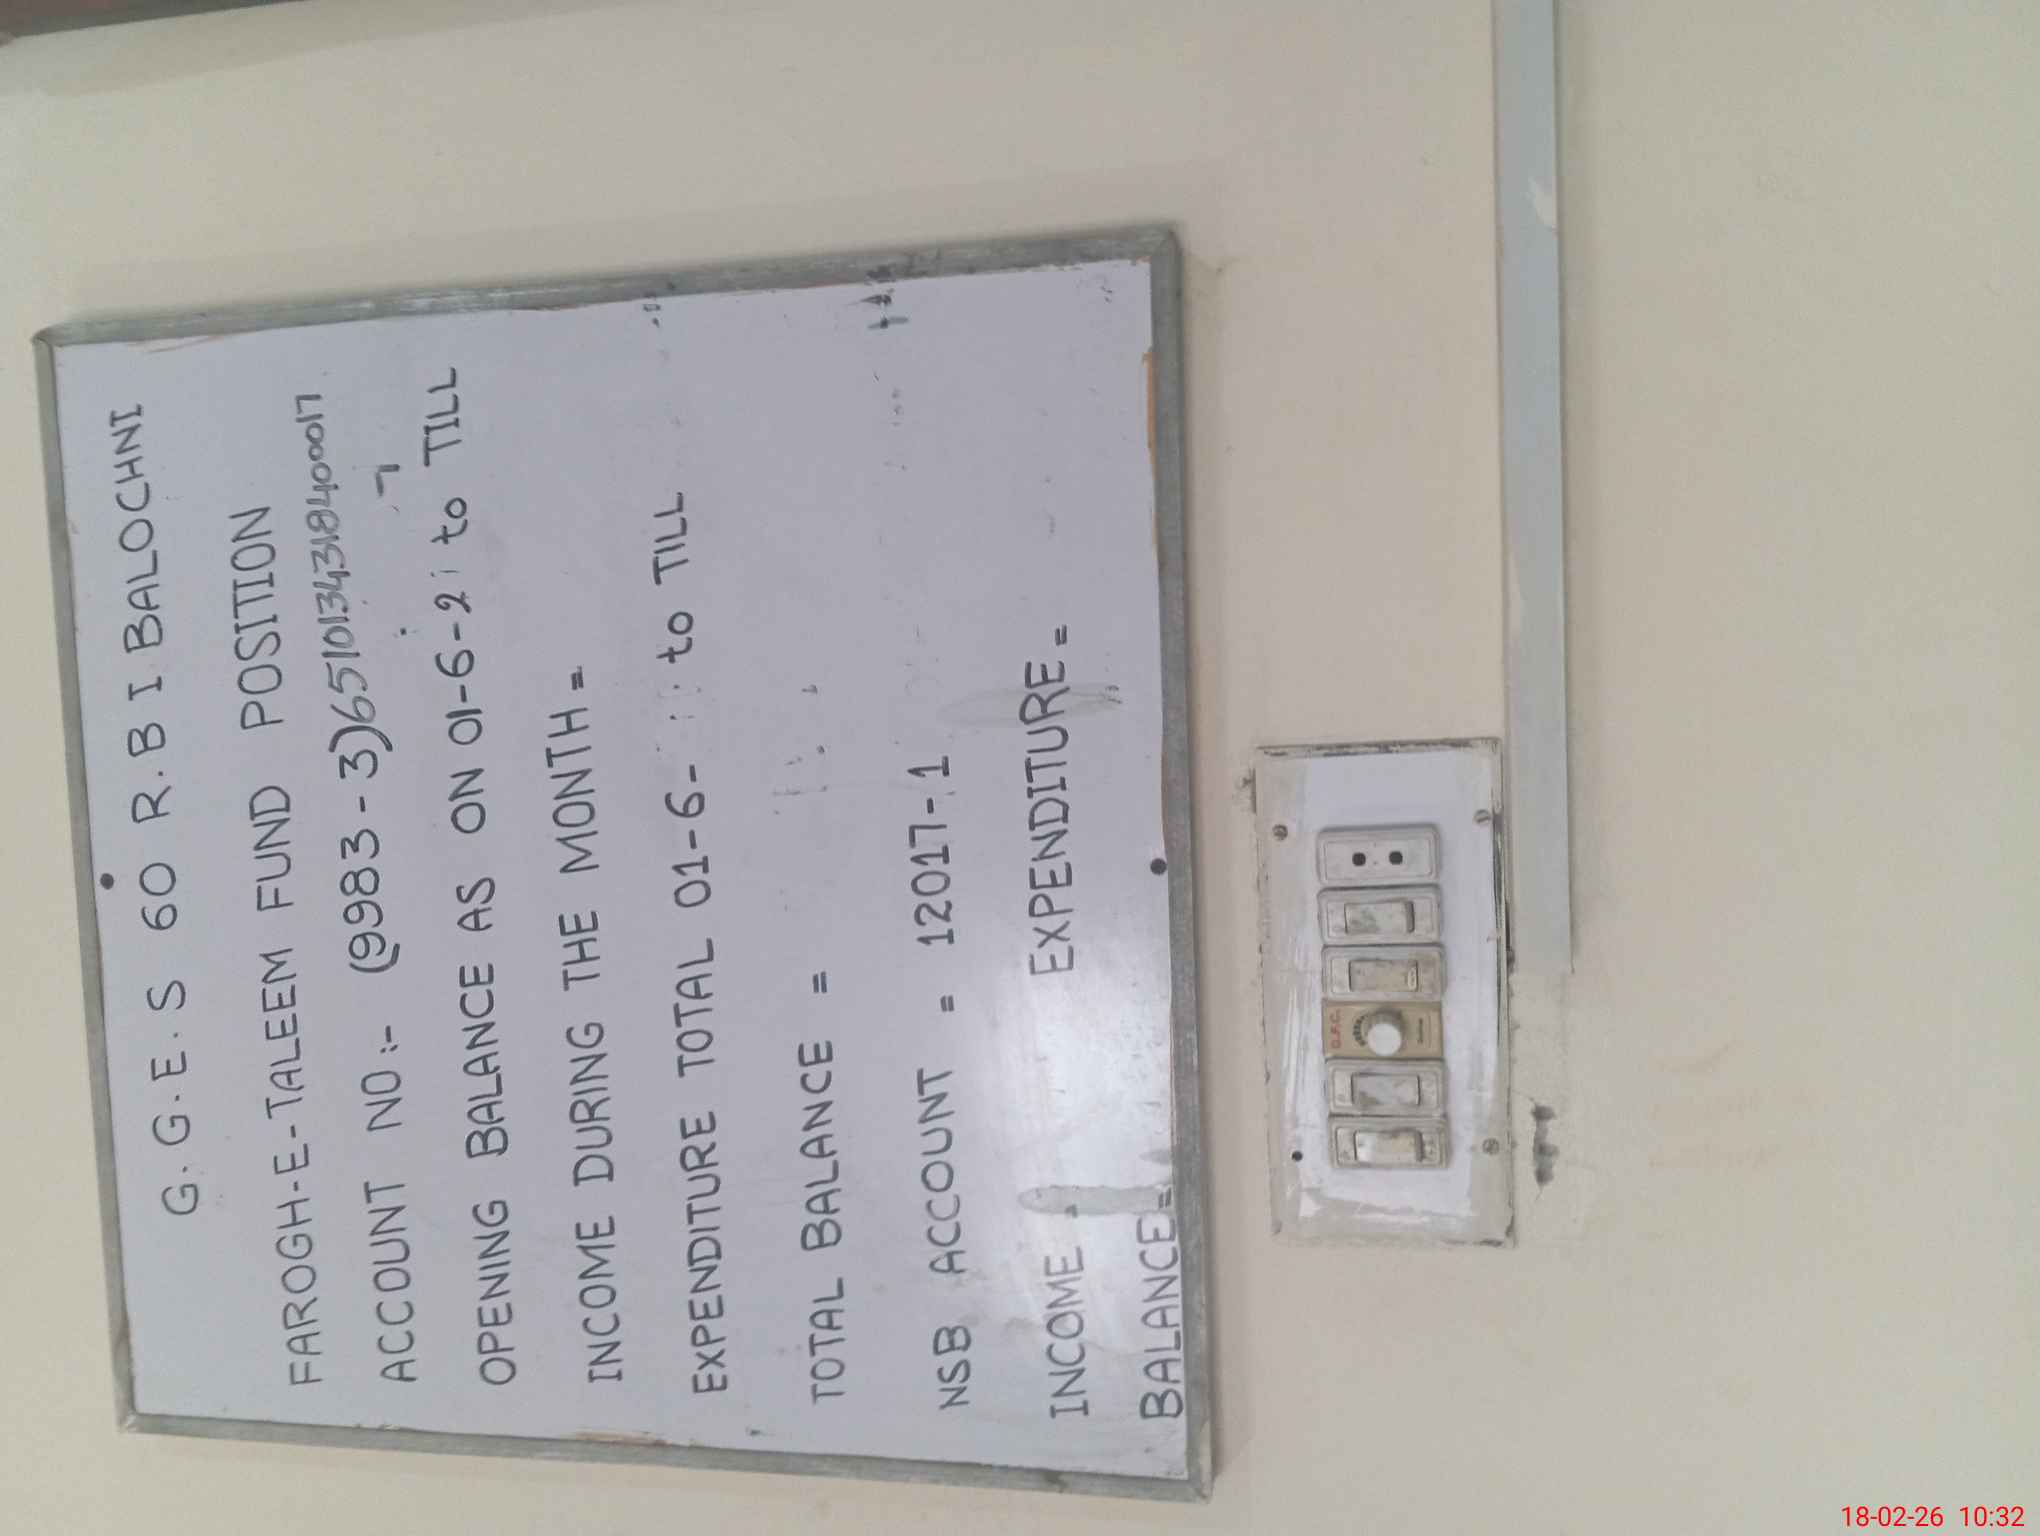 G.G.E.S 60 R.B I BALOCHNI
FAROGH-E-TALEEM FUND POSITION
ACCOUNT NO:- (9983-3)
OPENING BALANCE AS ON 01-6-2 to TILL
INCOME DURING THE MONTH =
EXPENDITURE TOTAL 01-6- to TILL
TOTAL BALANCE =
NSB ACCOUNT = 12017-1
INCOME = EXPENDITURE =
BALANCE=
18-02-26 10:32